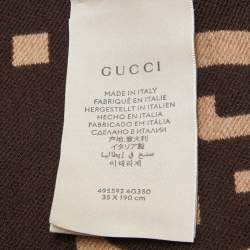 GUCCI
MADE IN ITALY
FABRIQUÉ EN ITALIE
HERGESTELLT IN ITALIEN
HECHO EN ITALIA
FABRICADO EM ITÁLIA
СДЕЛАНО В ИТАЛИИ
产地 意大利
イタリア製
صنع في إيطاليا
이태리제
495592 4G350
35 X 190 cm